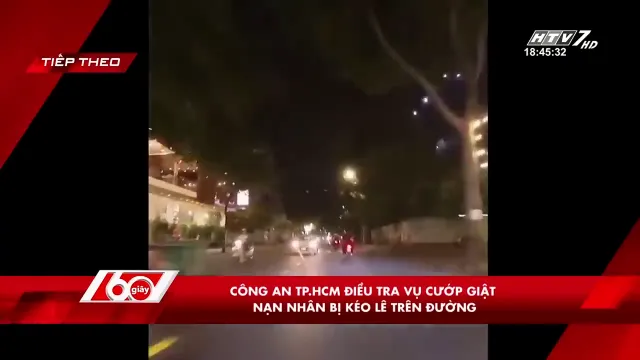 TIẾP THEO
HTV7 HD
18:45:32
60 giây
CÔNG AN TP.HCM ĐIỀU TRA VỤ CƯỚP GIẬT
NẠN NHÂN BỊ KÉO LÊ TRÊN ĐƯỜNG